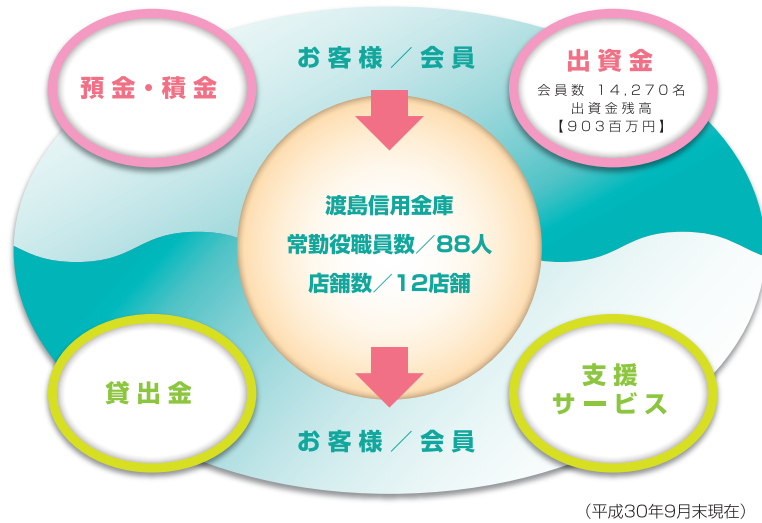 お客様／会員
預金・積金
出資金
会員数 14,270名
出資金残高
【903百万円】
渡島信用金庫
常勤役職員数／88人
店舗数／12店舗
貸出金
支援
サービス
お客様／会員
（平成30年9月末現在）